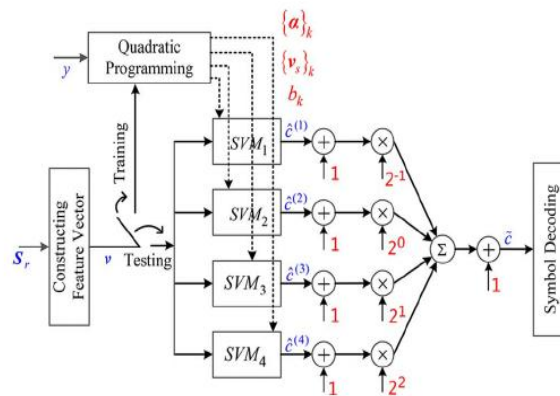 {α}k
Quadratic
Programming
y
{vs}k
bk
Training
SVM1
ĉ(1)
+
×
1
2-1
Constructing
Feature Vector
Sr
v
Testing
SVM2
ĉ(2)
+
×
1
20
Σ
+
c̃
1
Symbol Decoding
SVM3
ĉ(3)
+
×
1
21
SVM4
ĉ(4)
+
×
1
22